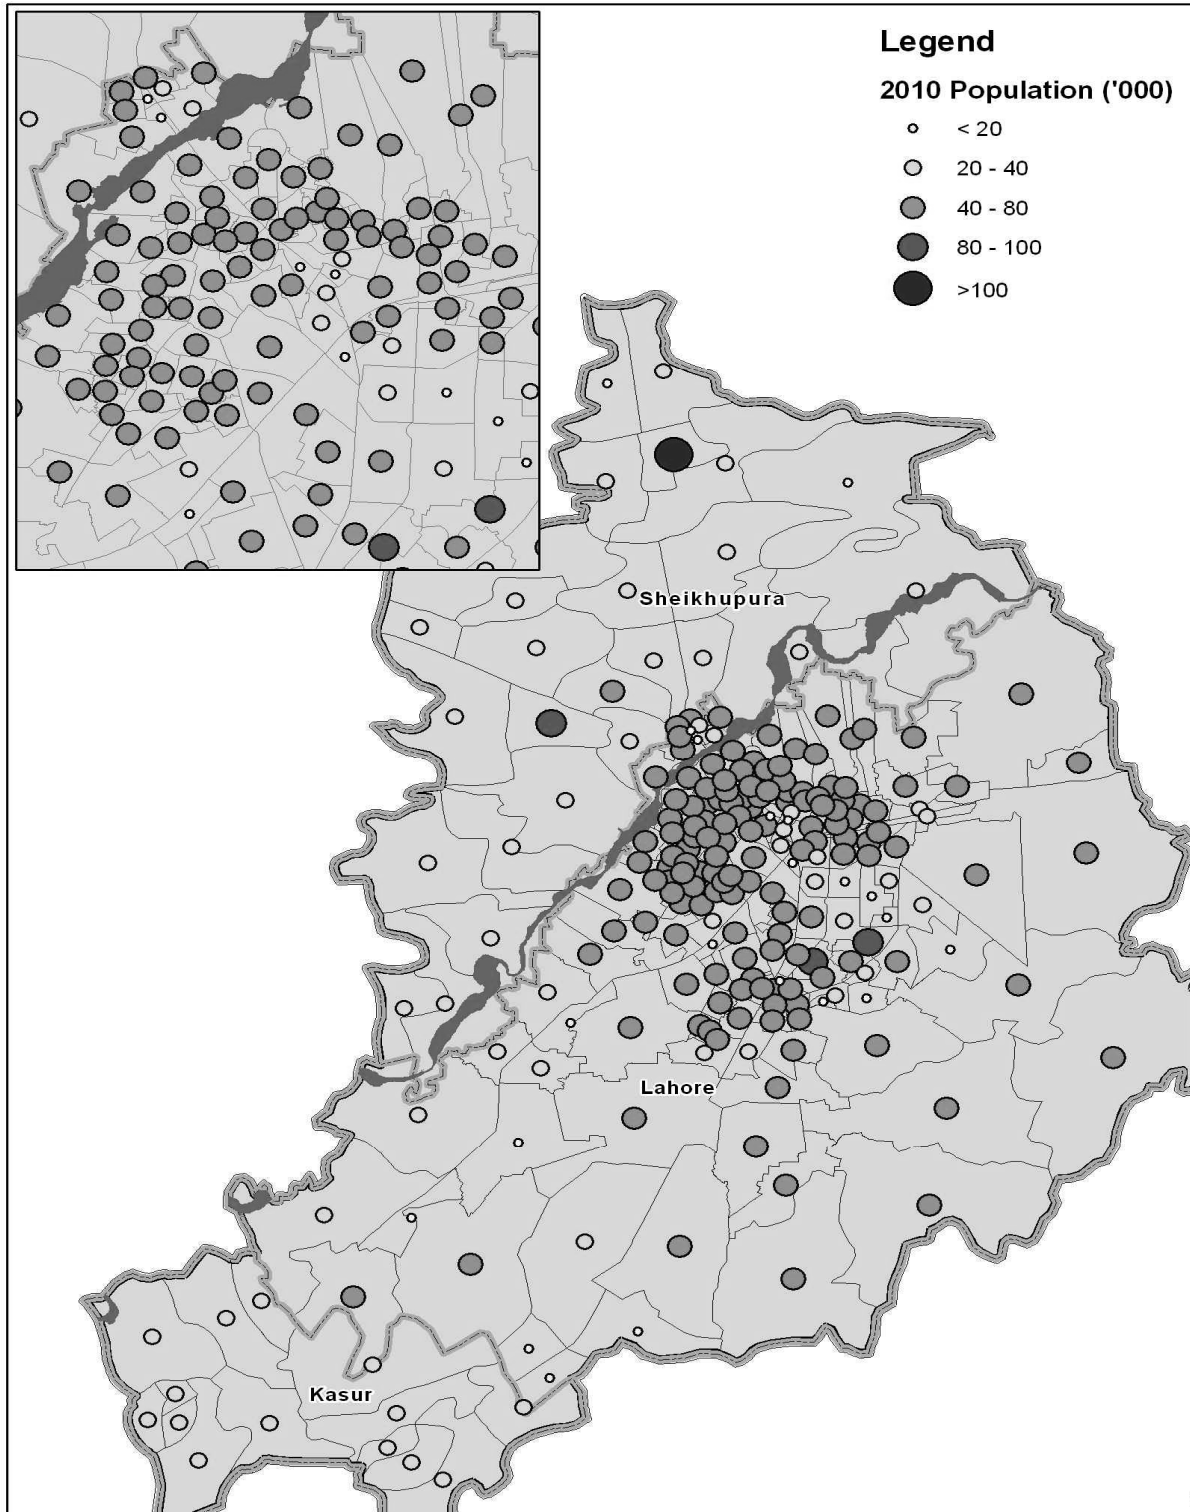 Legend
2010 Population ('000)
< 20
20 - 40
40 - 80
80 - 100
>100
Sheikhupura
Lahore
Kasur